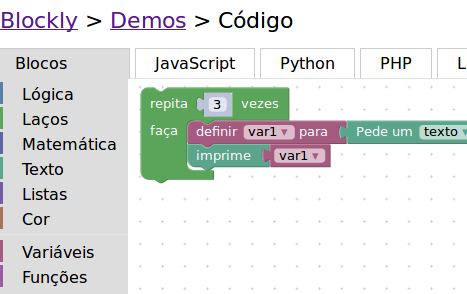 Blockly > Demos > Código
Blocos
JavaScript
Python
PHP
L
Lógica
Laços
Matemática
Texto
Listas
Cor
Variáveis
Funções
repita 3 vezes
faça definir var1 para Pede um texto
imprime var1